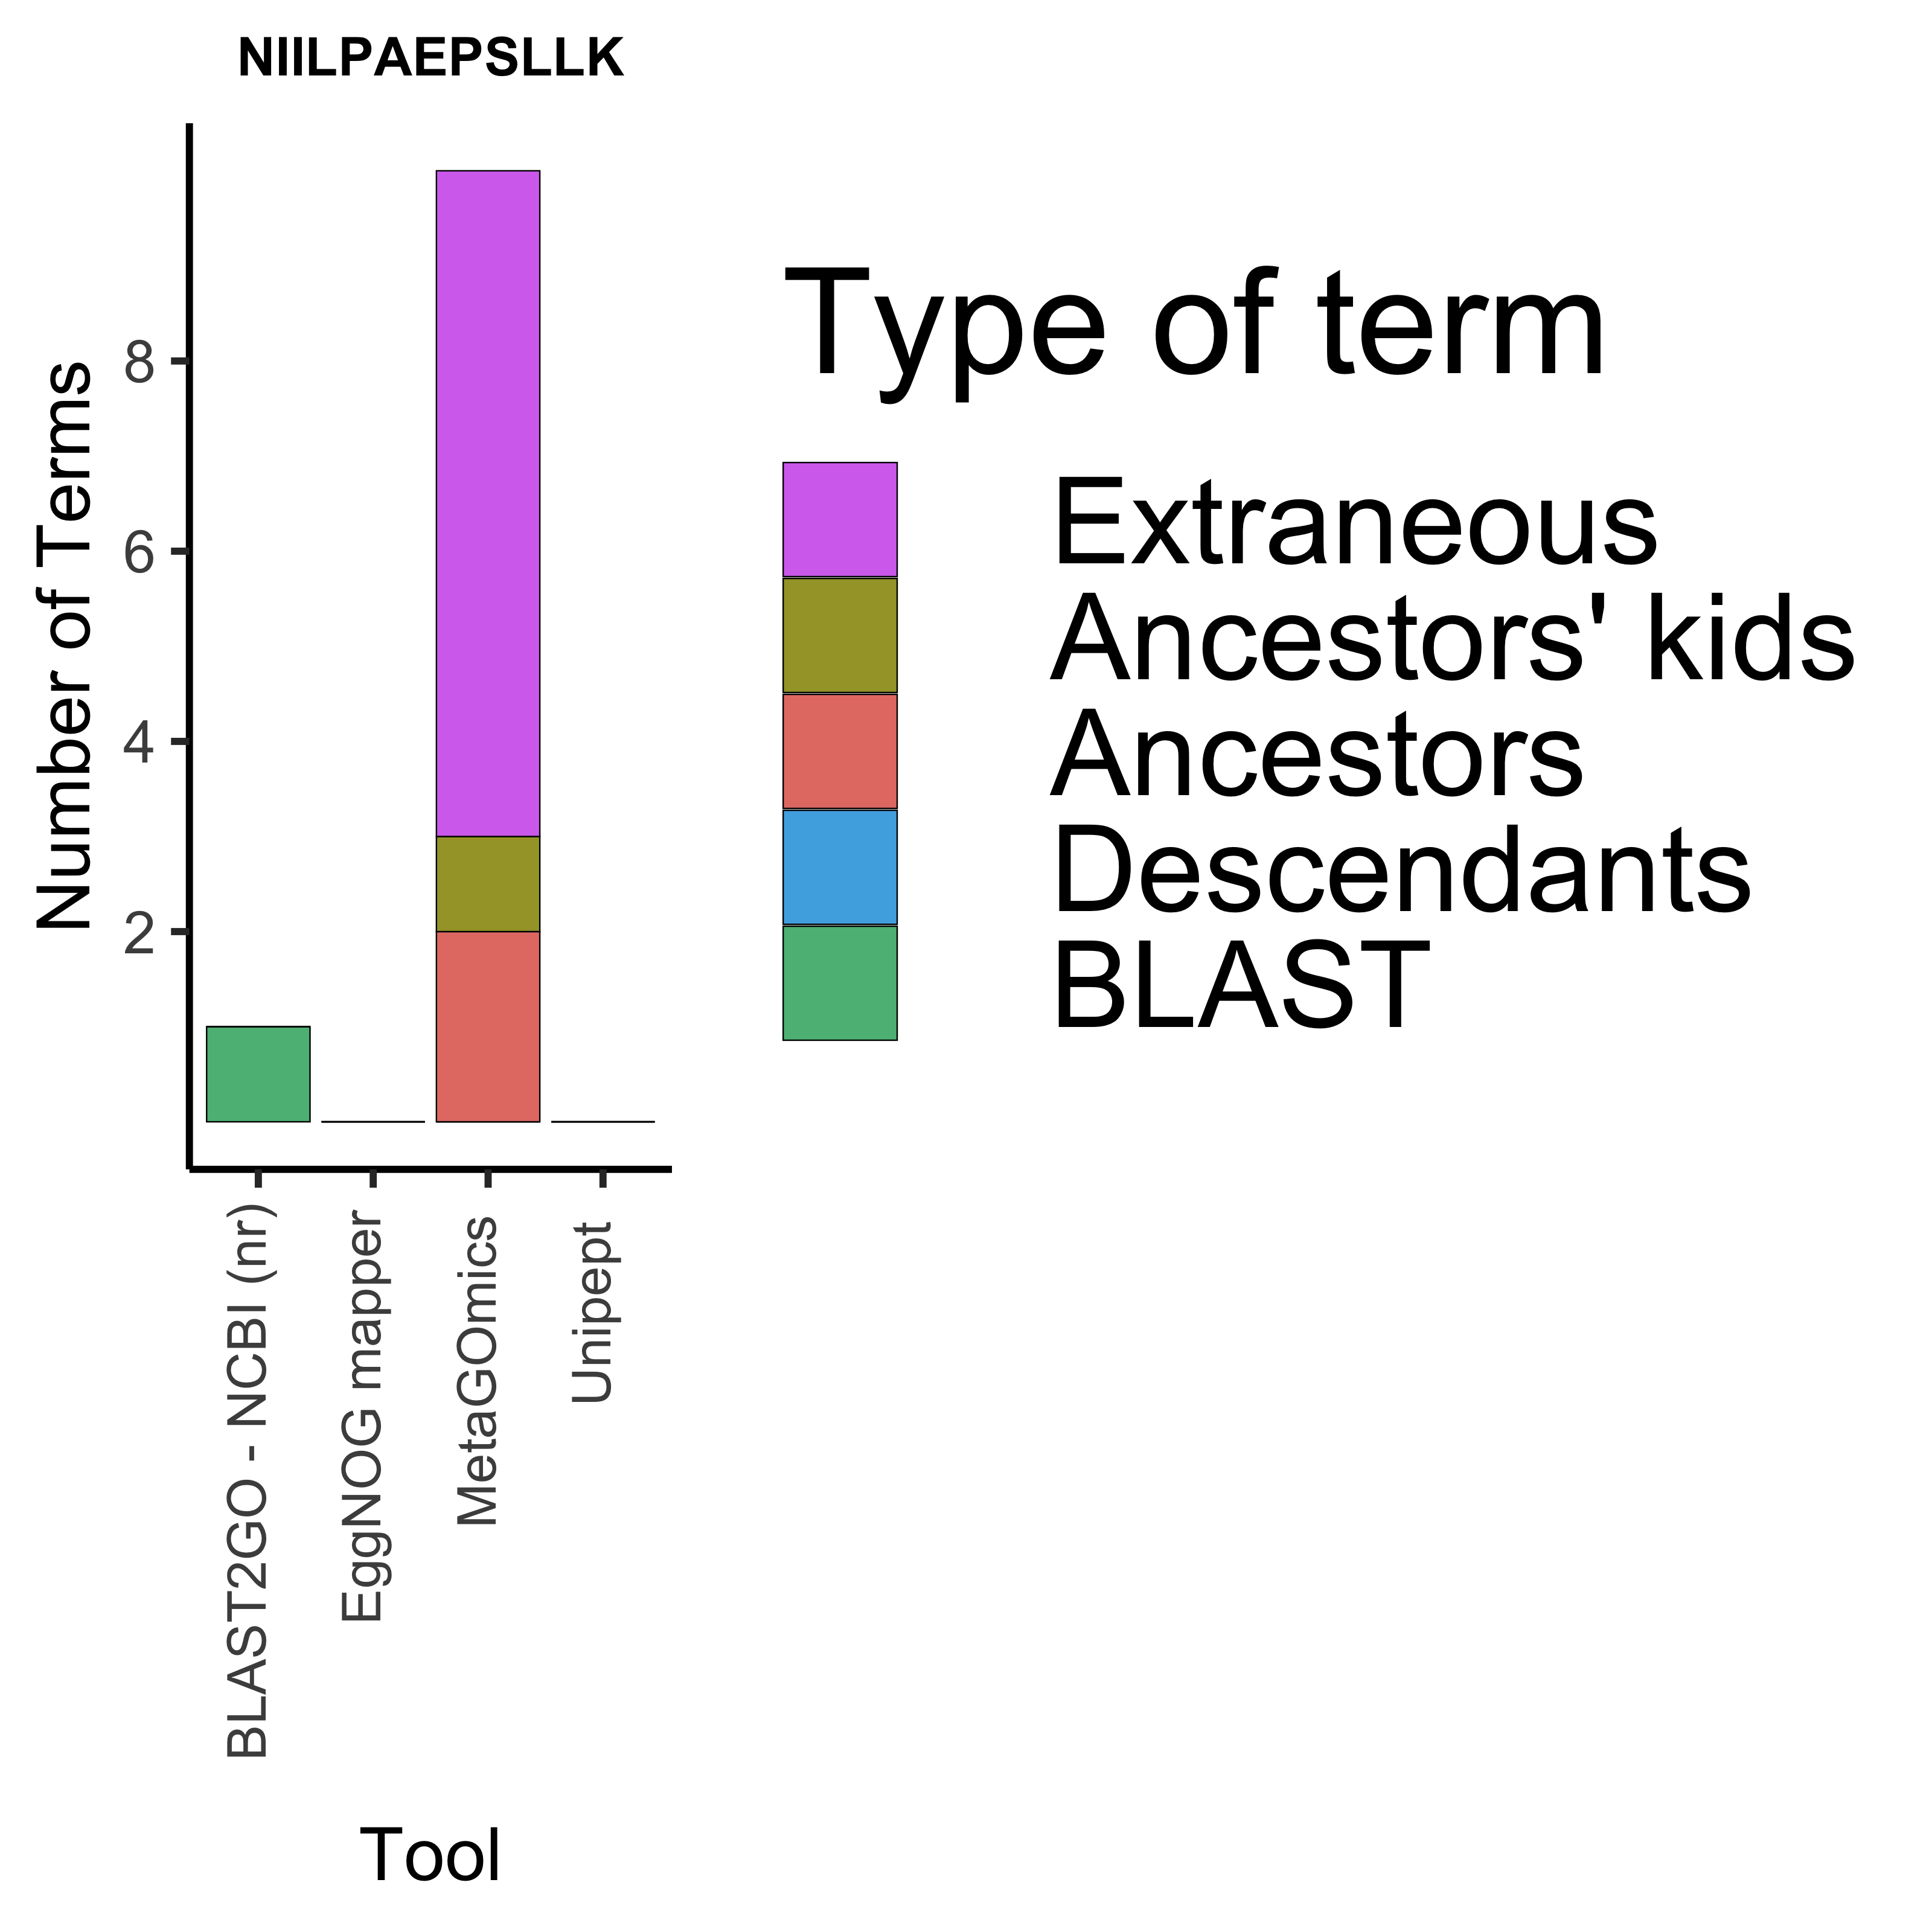 NIIILPAEPSLLK
Number of Terms
8
6
4
2
BLAST2GO - NCBI (nr)
EggNOG mapper
MetaGOmics
Unipept
Tool
Type of term
Extraneous
Ancestors' kids
Ancestors
Descendants
BLAST